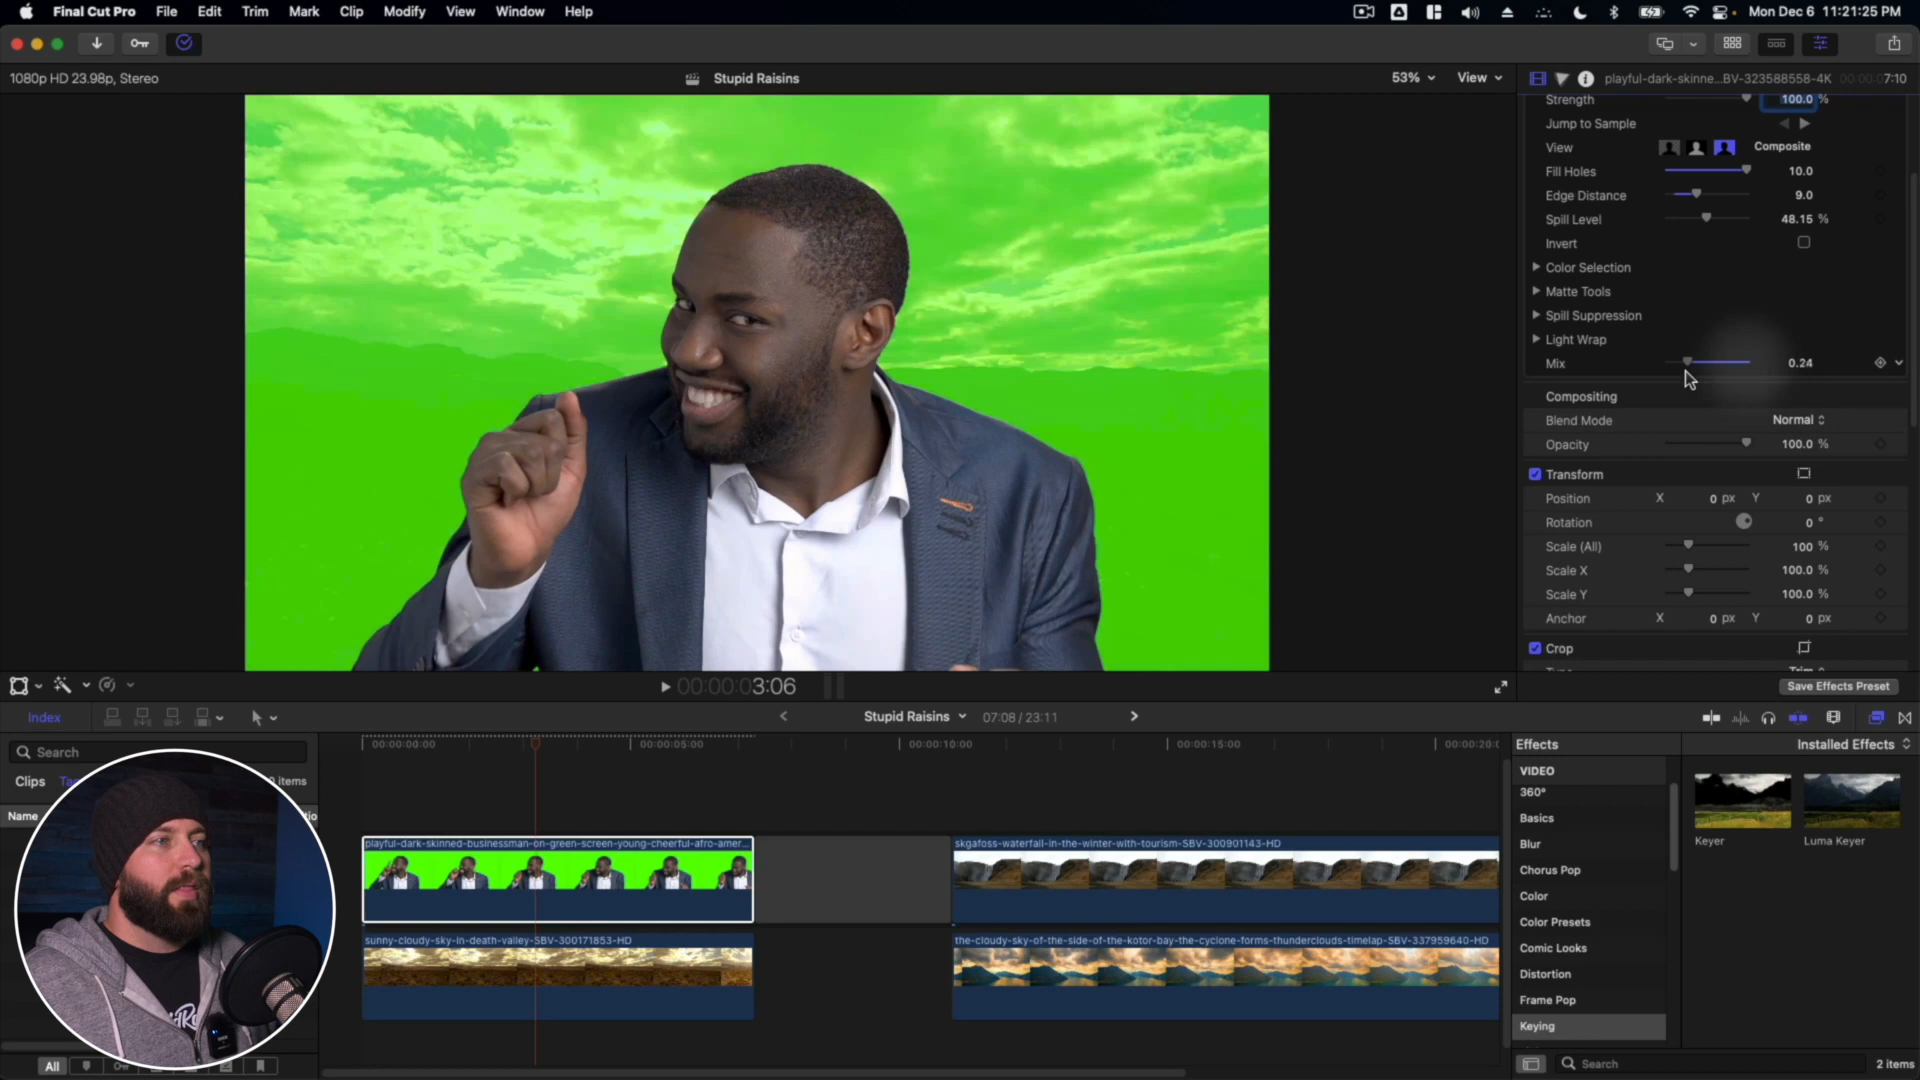 Final Cut Pro File Edit Trim Mark Clip Modify View Window Help Mon Dec 6 11:21:25 PM
1080p HD 23.98p, Stereo Stupid Raisins 53% View playful-dark-skinne...BV-323588558-4K 00:00:07:10
Strength 100.0 %
Jump to Sample
View Composite
Fill Holes 10.0
Edge Distance 9.0
Spill Level 48.15 %
Invert
Color Selection
Matte Tools
Spill Suppression
Light Wrap
Mix 0.24
Compositing
Blend Mode Normal
Opacity 100.0 %
Transform
Position X 0 px Y 0 px
Rotation 0 °
Scale (All) 100 %
Scale X 100.0 %
Scale Y 100.0 %
Anchor X 0 px Y 0 px
Crop
Type Trim
00:00:00:3:06 Save Effects Preset
Index Stupid Raisins 07:08 / 23:11
Search 00:00:00:00 00:00:05:00 00:00:10:00 00:00:15:00 Effects Installed Effects
Clips items
Name
playful-dark-skinned-businessman-on-green-screen-young-cheerful-afro-amer...
skgafoss-waterfall-in-the-winter-with-tourism-SBV-300901143-HD
sunny-cloudy-sky-in-death-valley-SBV-300171853-HD
the-cloudy-sky-of-the-side-of-the-kotor-bay-the-cyclone-forms-thunderclouds-timelap-SBV-337959640-HD
VIDEO
360°
Basics
Blur
Chorus Pop
Color
Color Presets
Comic Looks
Distortion
Frame Pop
Keying
Keyer Luma Keyer
All
Search 2 items